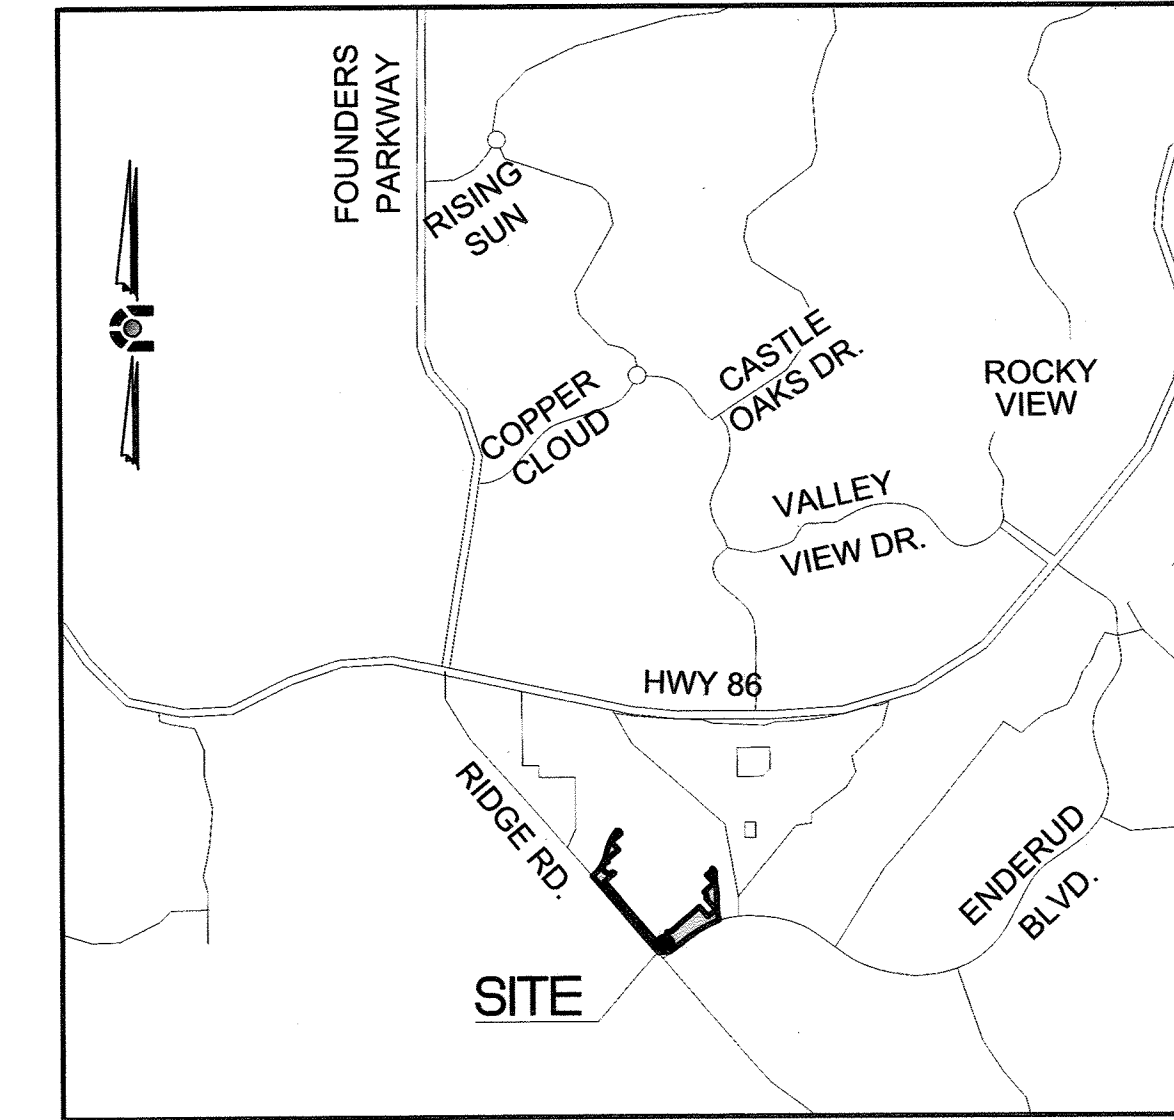 FOUNDERS
PARKWAY
RISING
SUN
COPPER
CLOUD
CASTLE
OAKS DR.
ROCKY
VIEW
VALLEY
VIEW DR.
HWY 86
RIDGE RD.
ENDERUD
BLVD.
SITE